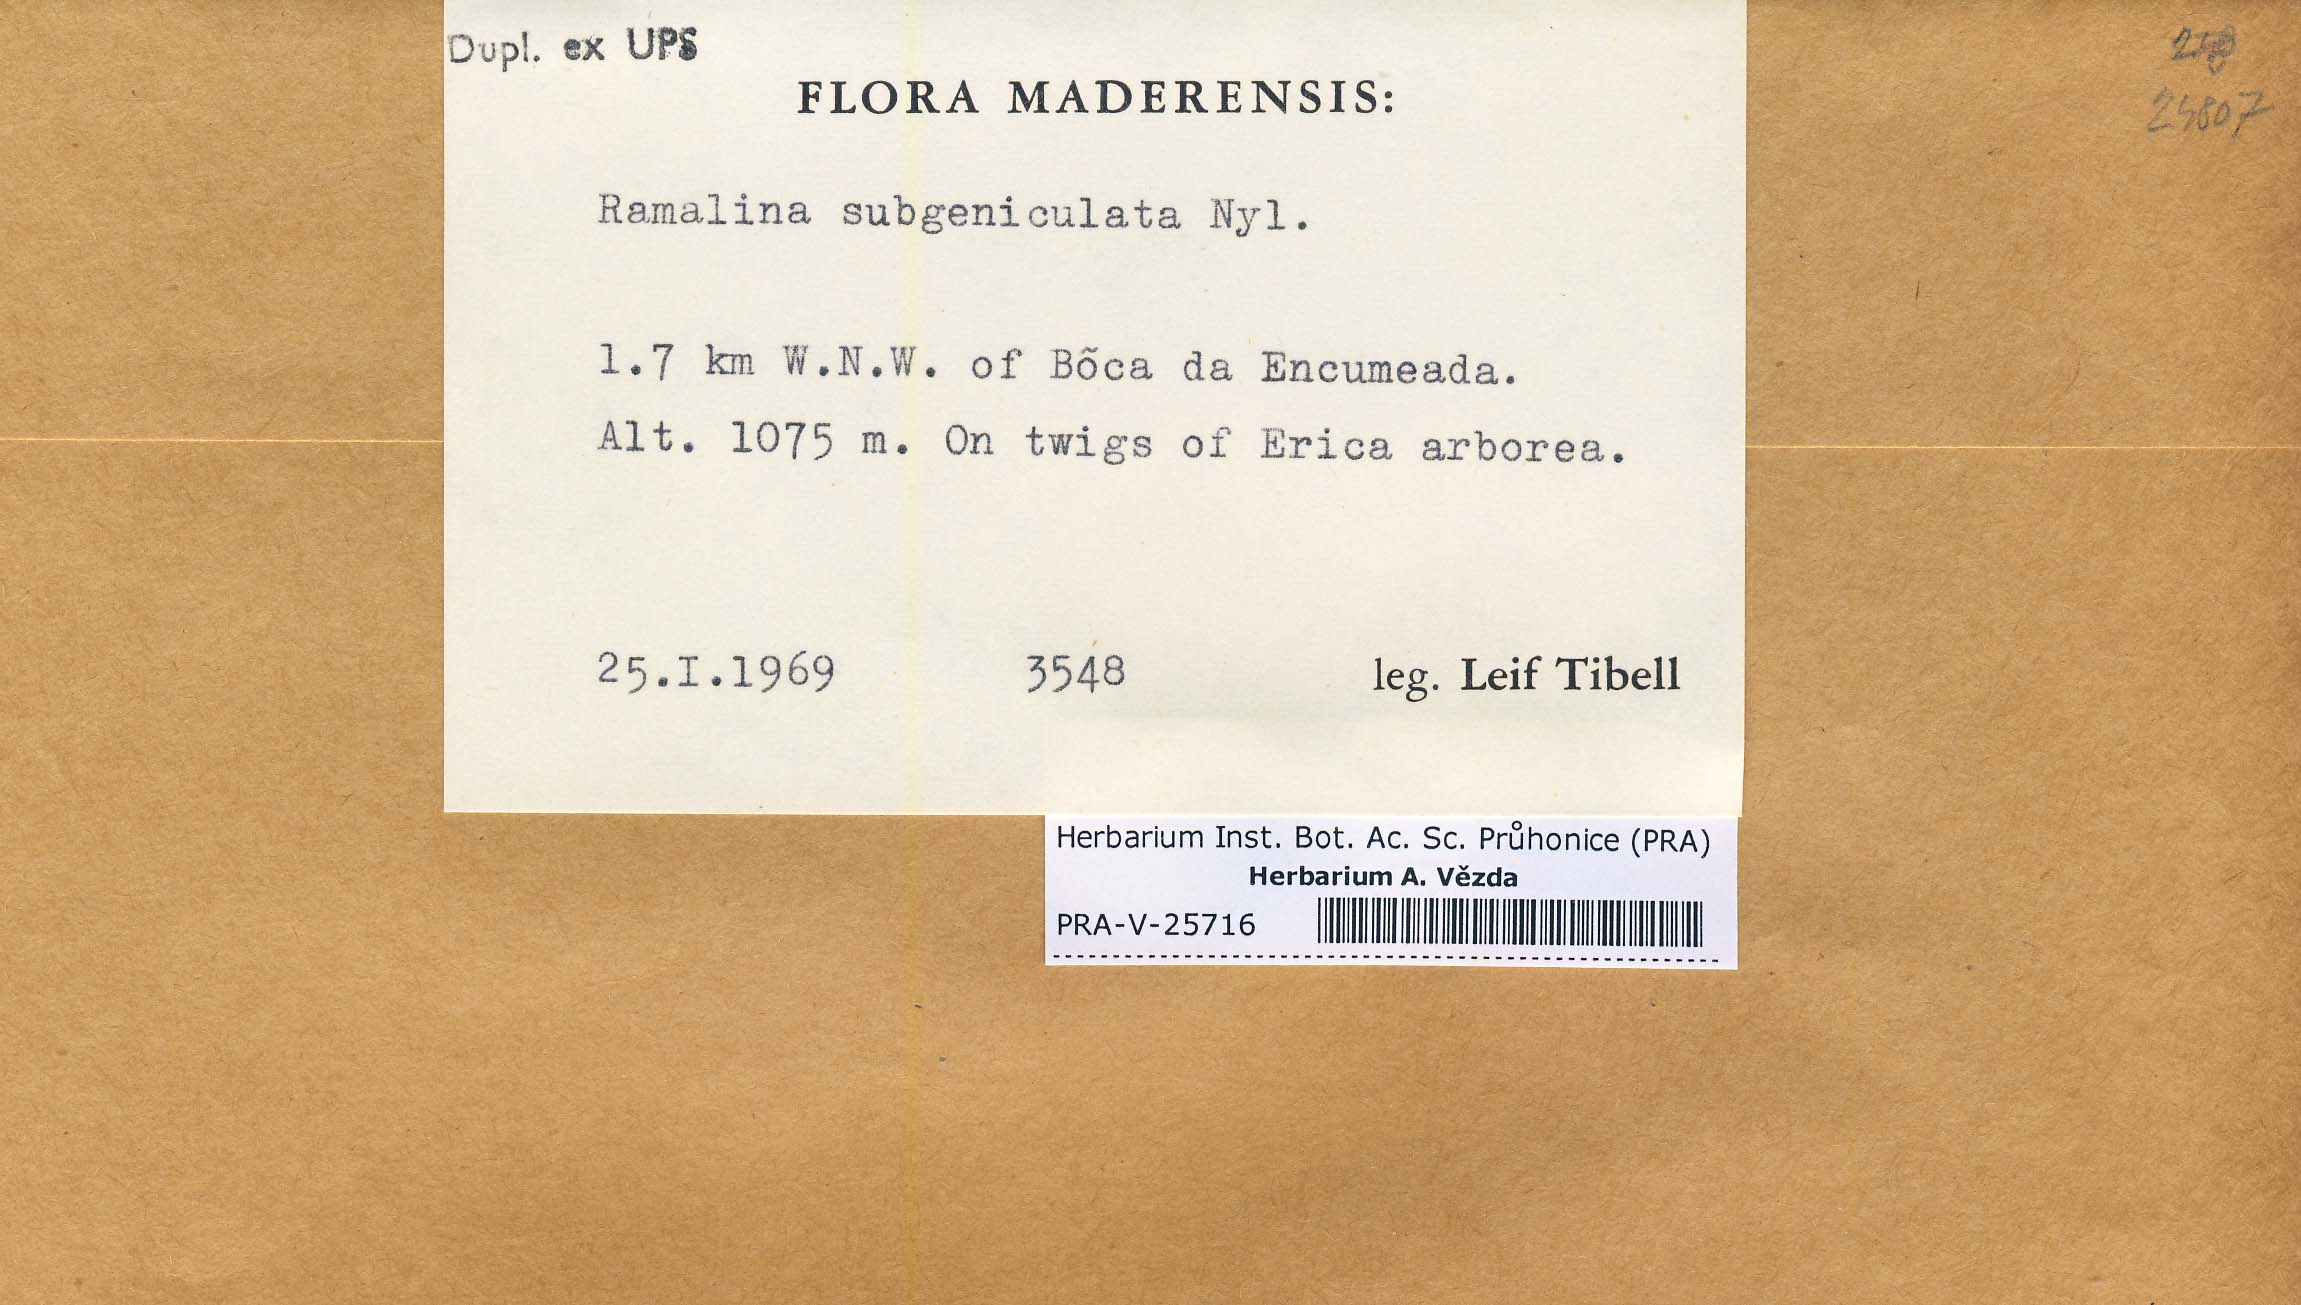 Dupl. ex UPS
FLORA MADERENSIS:
Ramalina subgeniculata Nyl.
1.7 km W.N.W. of Bõca da Encumeada.
Alt. 1075 m. On twigs of Erica arborea.
25.I.1969 3548 leg. Leif Tibell
Herbarium Inst. Bot. Ac. Sc. Průhonice (PRA)
Herbarium A. Vězda
PRA-V-25716